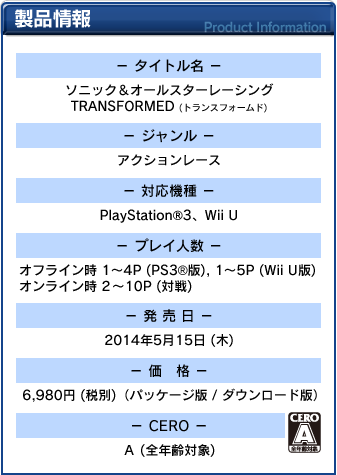 製品情報
Product Information
− タイトル名 −
ソニック＆オールスターレーシング
TRANSFORMED (トランスフォームド)
− ジャンル −
アクションレース
− 対応機種 −
PlayStation®3、Wii U
− プレイ人数 −
オフライン時 1〜4P (PS3®版), 1〜5P (Wii U版)
オンライン時 2〜10P (対戦)
− 発 売 日 −
2014年5月15日 (木)
− 価　格 −
6,980円 (税別)（パッケージ版 / ダウンロード版）
− CERO −
A (全年齢対象)
CERO
A
全年齢対象